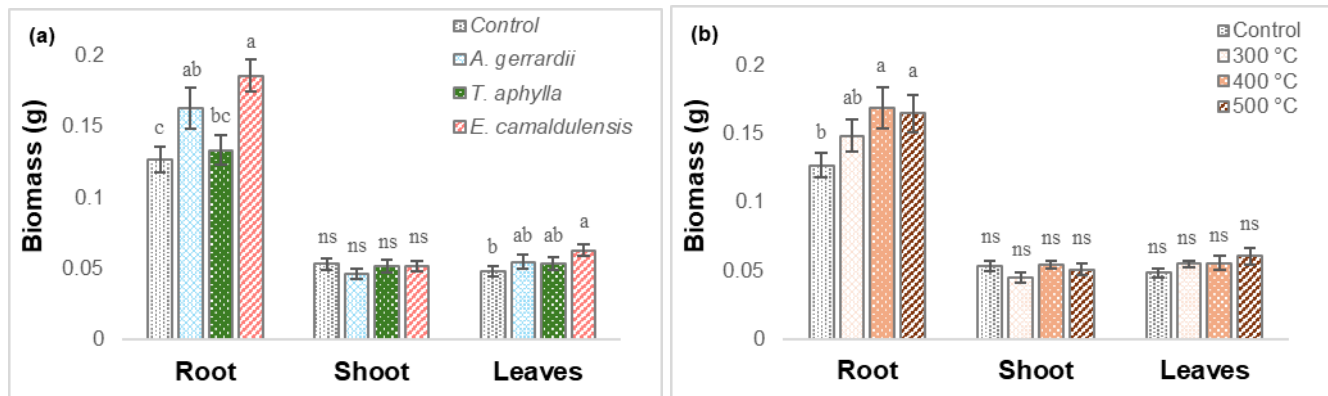 (a)
Control
A. gerrardii
T. aphylla
E. camaldulensis
Biomass (g)
0.2
0.15
0.1
0.05
0
c ab bc a
ns ns ns ns
b ab ab a
Root Shoot Leaves
(b)
Control
300 °C
400 °C
500 °C
Biomass (g)
0.2
0.15
0.1
0.05
0
b ab a a
ns ns ns ns
ns ns ns ns
Root Shoot Leaves